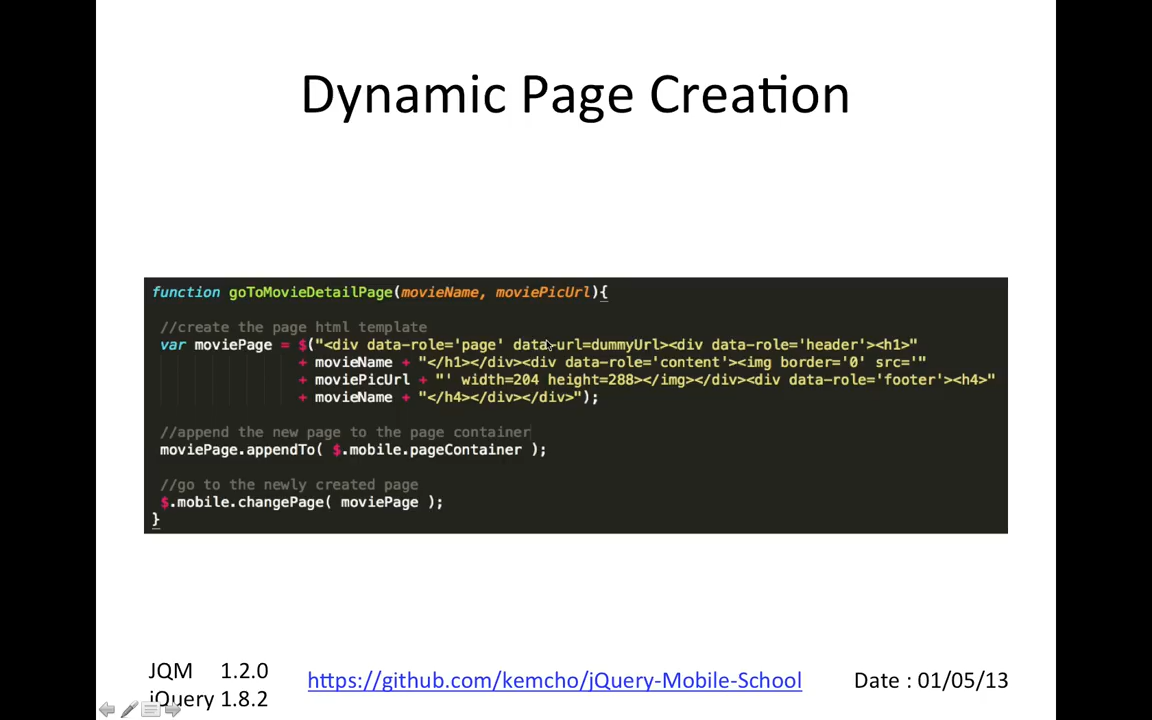 Dynamic Page Creation
function goToMovieDetailPage(movieName, moviePicUrl){
//create the page html template
var moviePage = $("<div data-role='page' data-url=dummyUrl><div data-role='header'><h1>"
+ movieName + "</h1></div><div data-role='content'><img border='0' src='"
+ moviePicUrl + "' width=204 height=288></img></div><div data-role='footer'><h4>"
+ movieName + "</h4></div></div>");
//append the new page to the page container
moviePage.appendTo( $.mobile.pageContainer );
//go to the newly created page
$.mobile.changePage( moviePage );
}
JQM 1.2.0
jQuery 1.8.2
https://github.com/kemcho/jQuery-Mobile-School
Date : 01/05/13